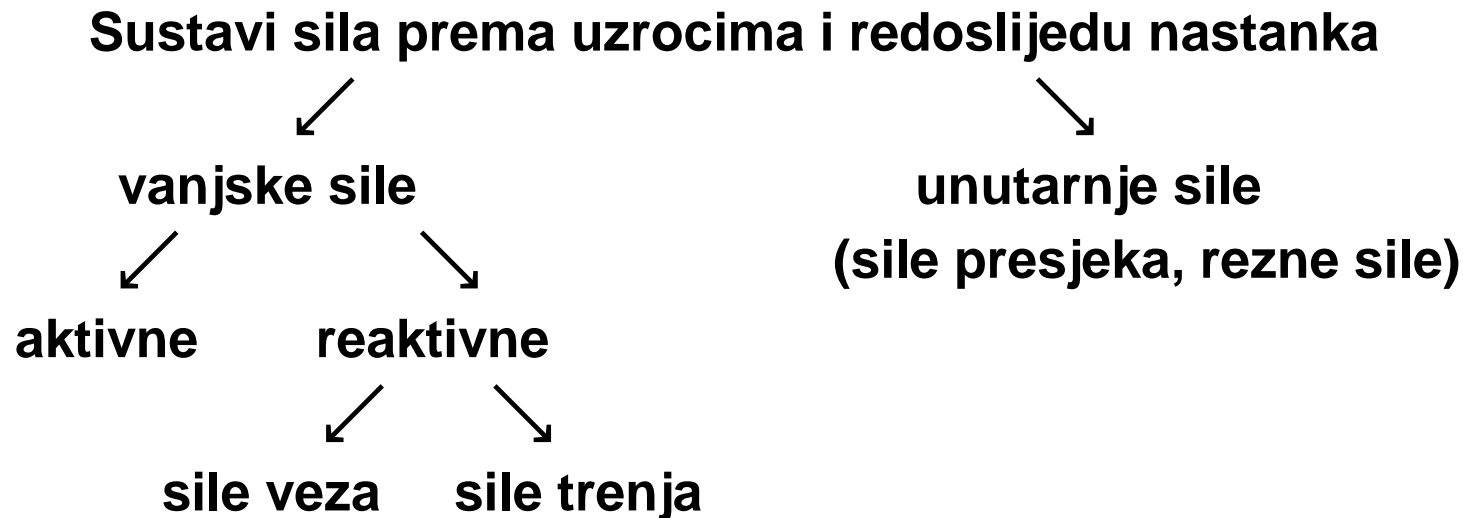 Sustavi sila prema uzrocima i redoslijedu nastanka
vanjske sile unutarnje sile
(sile presjeka, rezne sile)
aktivne reaktivne
sile veza sile trenja